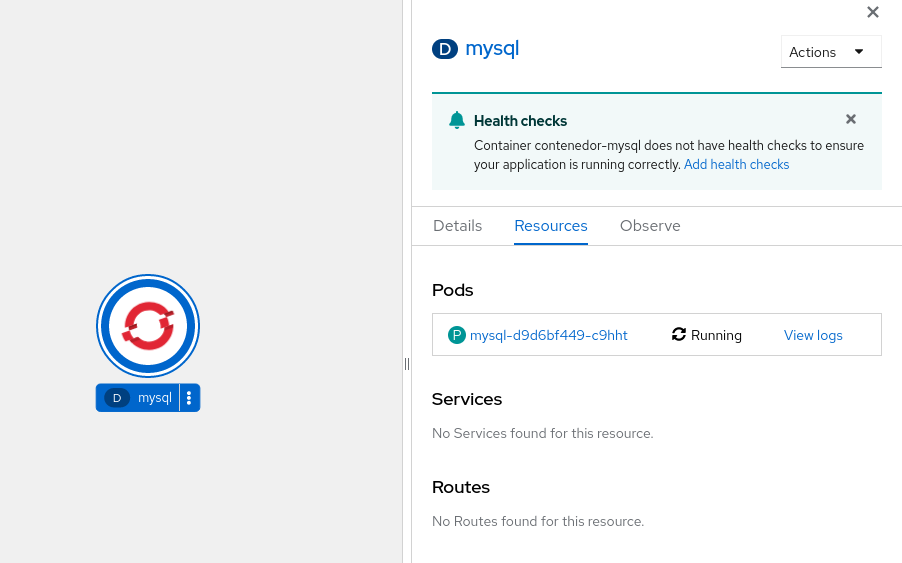 D mysql
Actions
Health checks
Container contenedor-mysql does not have health checks to ensure
your application is running correctly. Add health checks
Details Resources Observe
Pods
P mysql-d9d6bf449-c9hht Running View logs
Services
No Services found for this resource.
Routes
No Routes found for this resource.
D mysql